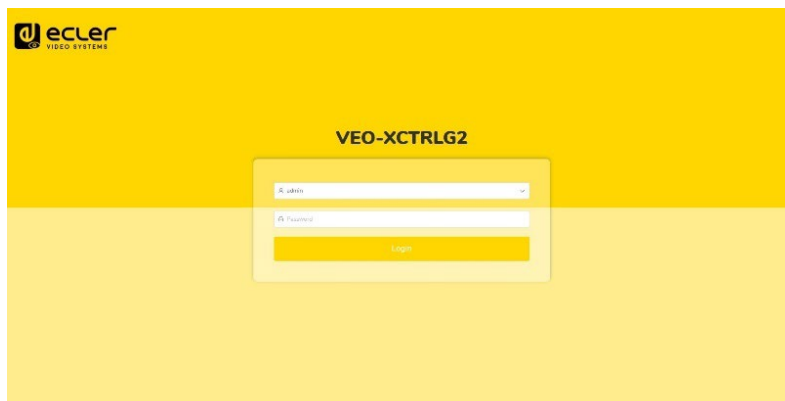 ecler
VIDEO SYSTEMS
VEO-XCTRLG2
admin
Password
Login